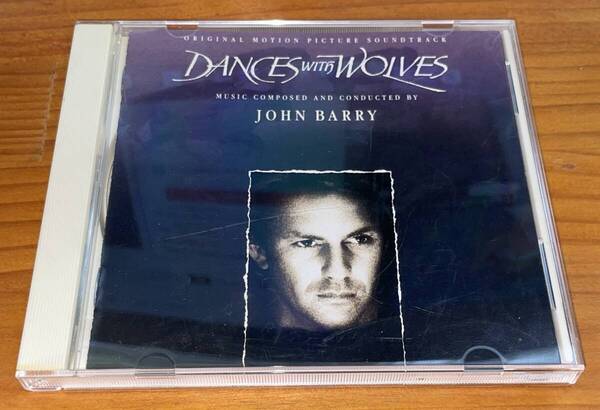 ORIGINAL MOTION PICTURE SOUNDTRACK
DANCES WITH WOLVES
MUSIC COMPOSED AND CONDUCTED BY
JOHN BARRY